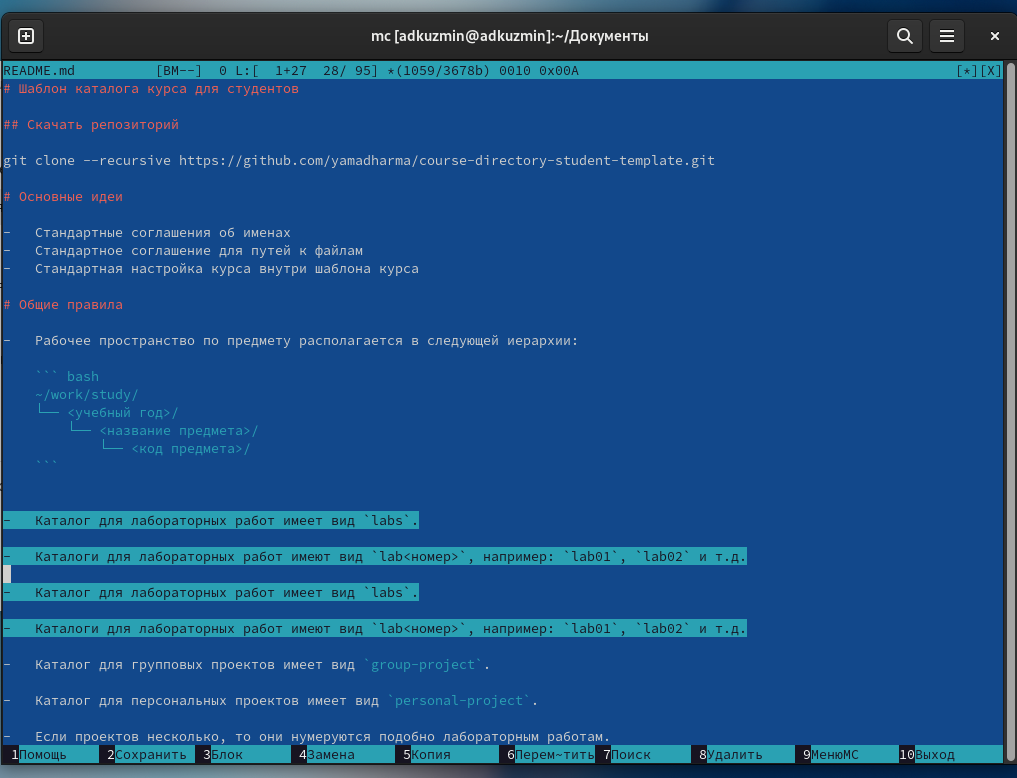 mc [adkuzmin@adkuzmin]:~/Документы
README.md          [BM--]  0 L:[  1+27  28/ 95] *(1059/3678b) 0010 0x00A                                               [*][X]
# Шаблон каталога курса для студентов
## Скачать репозиторий
git clone --recursive https://github.com/yamadharma/course-directory-student-template.git
# Основные идеи
-   Стандартные соглашения об именах
-   Стандартное соглашение для путей к файлам
-   Стандартная настройка курса внутри шаблона курса
# Общие правила
-   Рабочее пространство по предмету располагается в следующей иерархии:
    ``` bash
    ~/work/study/
    └── <учебный год>/
        └── <название предмета>/
            └── <код предмета>/
    ```
-   Каталог для лабораторных работ имеет вид `labs`.
-   Каталоги для лабораторных работ имеют вид `lab<номер>`, например: `lab01`, `lab02` и т.д.
-   Каталог для лабораторных работ имеет вид `labs`.
-   Каталоги для лабораторных работ имеют вид `lab<номер>`, например: `lab01`, `lab02` и т.д.
-   Каталог для групповых проектов имеет вид `group-project`.
-   Каталог для персональных проектов имеет вид `personal-project`.
-   Если проектов несколько, то они нумеруются подобно лабораторным работам.
1Помощь 2Сохранить 3Блок 4Замена 5Копия 6Перем~тить 7Поиск 8Удалить 9МенюMC 10Выход